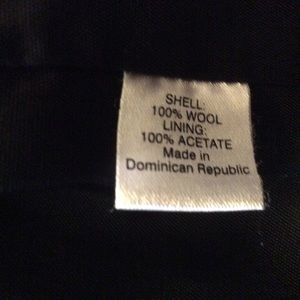 SHELL:
100% WOOL
LINING:
100% ACETATE
Made in
Dominican Republic